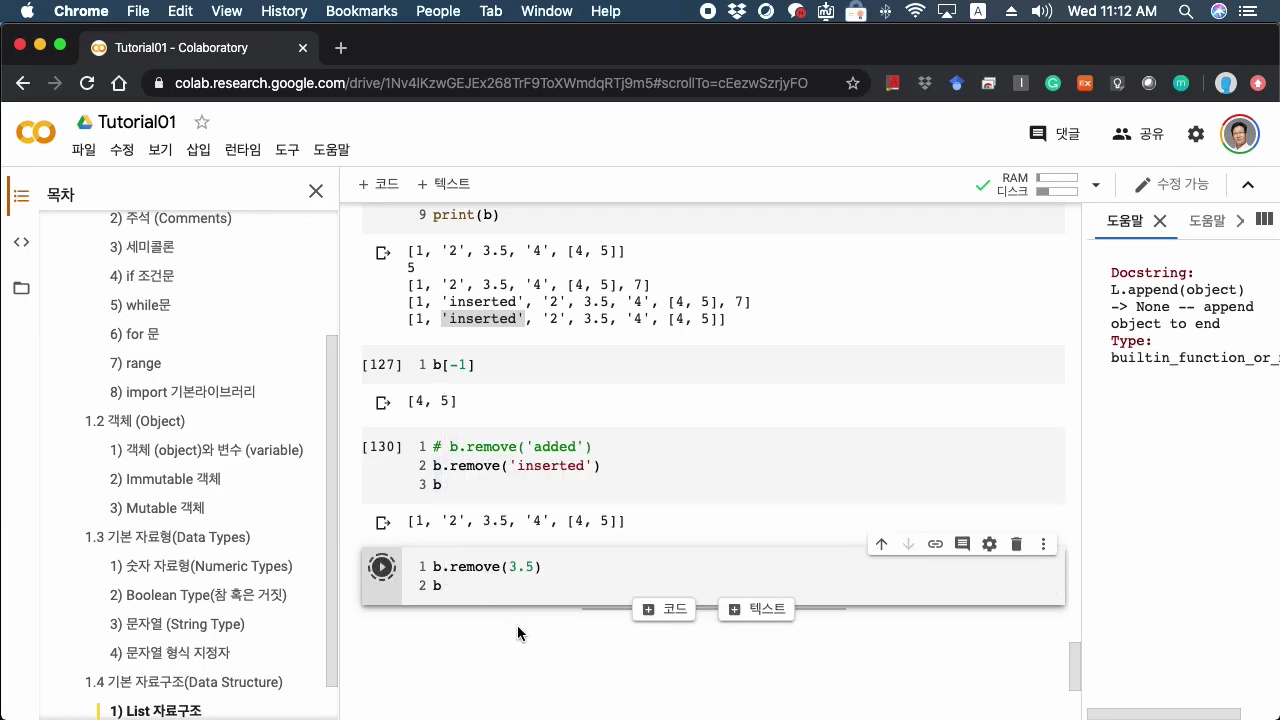 Chrome File Edit View History Bookmarks People Tab Window Help A Wed 11:12 AM
Tutorial01 - Colaboratory
colab.research.google.com/drive/1Nv4lKzwGEJEx268TrF9ToXWmdqRTj9m5#scrollTo=cEezwSzrjyFO
Tutorial01
댓글 공유
파일 수정 보기 삽입 런타임 도구 도움말
목차
+ 코드 + 텍스트
RAM
디스크
수정 가능
2) 주석 (Comments)
3) 세미콜론
4) if 조건문
5) while문
6) for 문
7) range
8) import 기본라이브러리
1.2 객체 (Object)
1) 객체 (object)와 변수 (variable)
2) Immutable 객체
3) Mutable 객체
1.3 기본 자료형(Data Types)
1) 숫자 자료형(Numeric Types)
2) Boolean Type(참 혹은 거짓)
3) 문자열 (String Type)
4) 문자열 형식 지정자
1.4 기본 자료구조(Data Structure)
1) List 자료구조
9 print(b)
[1, '2', 3.5, '4', [4, 5]]
5
[1, '2', 3.5, '4', [4, 5], 7]
[1, 'inserted', '2', 3.5, '4', [4, 5], 7]
[1, 'inserted', '2', 3.5, '4', [4, 5]]
[127] 1 b[-1]
[4, 5]
[130] 1 # b.remove('added')
2 b.remove('inserted')
3 b
[1, '2', 3.5, '4', [4, 5]]
1 b.remove(3.5)
2 b
코드 텍스트
도움말 도움말
Docstring:
L.append(object)
-> None -- append
object to end
Type:
builtin_function_or_